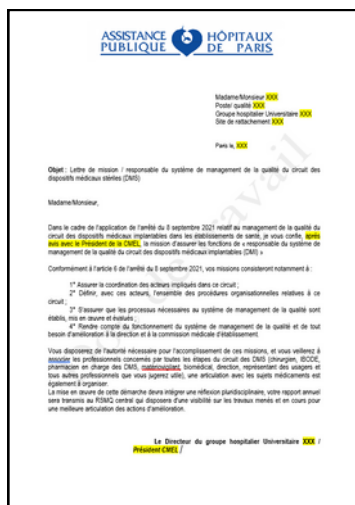 ASSISTANCE HÔPITAUX
PUBLIQUE DE PARIS
Madame/Monsieur XXX
Poste/ qualité XXX
Groupe hospitalier Universitaire XXX
Site de rattachement XXX
Paris le, XXX
Objet : Lettre de mission / responsable du système de management de la qualité du circuit des
dispositifs médicaux stériles (DMS)
Madame/Monsieur,
Dans le cadre de l'application de l'arrêté du 8 septembre 2021 relatif au management de la qualité du
circuit des dispositifs médicaux implantables dans les établissements de santé, je vous confie, après
avis avec le Président de la CMEL, la mission d'assurer les fonctions de « responsable du système de
management de la qualité du circuit des dispositifs médicaux implantables (DMI) »
Conformément à l'article 6 de l'arrêté du 8 septembre 2021, vos missions consisteront notamment à :
1° Assurer la coordination des acteurs impliqués dans ce circuit ;
2° Définir, avec ces acteurs, l'ensemble des procédures organisationnelles relatives à ce
circuit ;
3° S'assurer que les processus nécessaires au système de management de la qualité sont
établis, mis en œuvre et évalués ;
4° Rendre compte du fonctionnement du système de management de la qualité et de tout
besoin d'amélioration à la direction et à la commission médicale d'établissement.
Vous disposerez de l'autorité nécessaire pour l'accomplissement de ces missions, et vous veillerez à
associer les professionnels concernés par toutes les étapes du circuit des DMS (chirurgien, IBODE,
pharmacien en charge des DMS, matériovigilant, biomédical, direction, représentant des usagers et
tous autres professionnels que vous jugerez utile), une articulation avec les sujets médicaments est
également à organiser.
La mise en œuvre de cette démarche devra intégrer une réflexion pluridisciplinaire, votre rapport annuel
sera transmis au RSMQ central qui disposera d'une visibilité sur les travaux menés et en cours pour
une meilleure articulation des actions d'amélioration.
Le Directeur du groupe hospitalier Universitaire XXX /
Président CMEL